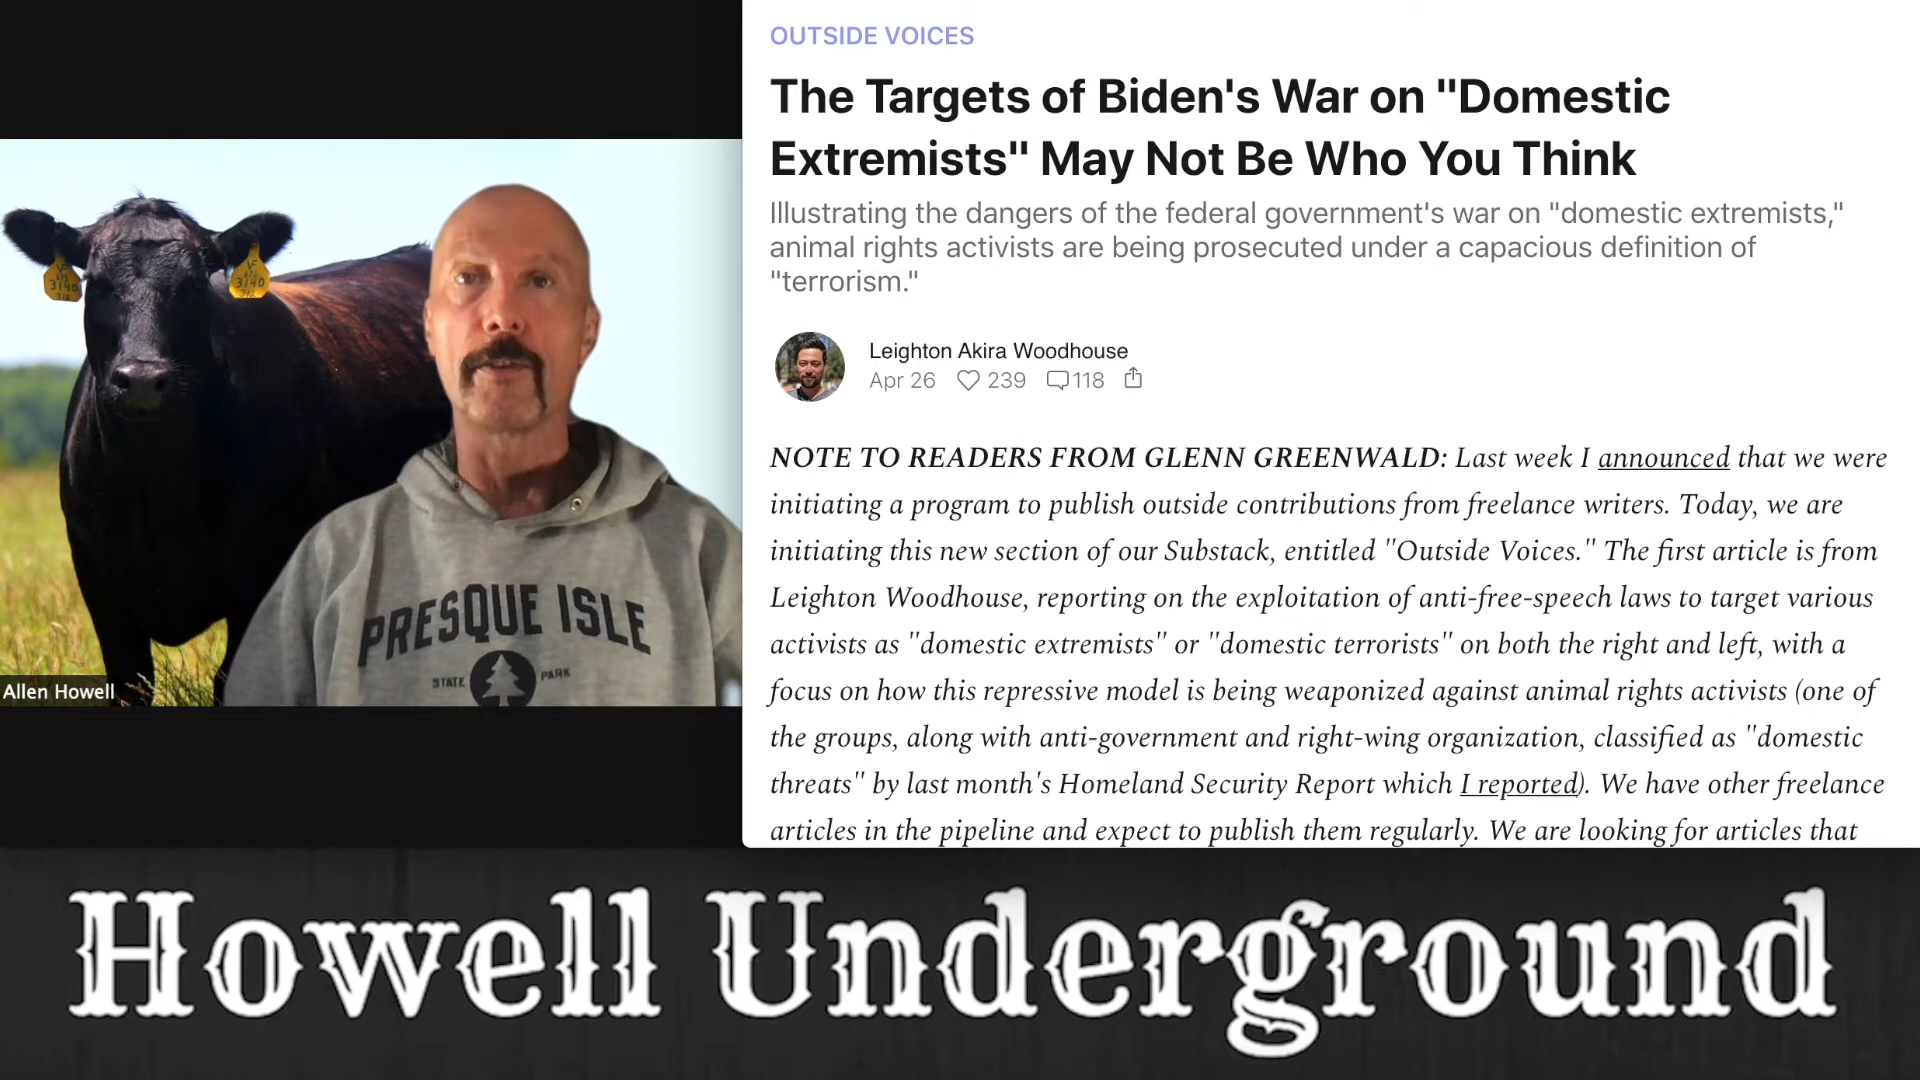 OUTSIDE VOICES
The Targets of Biden's War on "Domestic
Extremists" May Not Be Who You Think
Illustrating the dangers of the federal government's war on "domestic extremists,"
animal rights activists are being prosecuted under a capacious definition of
"terrorism."
Leighton Akira Woodhouse
Apr 26 239 118
NOTE TO READERS FROM GLENN GREENWALD: Last week I announced that we were
initiating a program to publish outside contributions from freelance writers. Today, we are
initiating this new section of our Substack, entitled "Outside Voices." The first article is from
Leighton Woodhouse, reporting on the exploitation of anti-free-speech laws to target various
activists as "domestic extremists" or "domestic terrorists" on both the right and left, with a
focus on how this repressive model is being weaponized against animal rights activists (one of
the groups, along with anti-government and right-wing organization, classified as "domestic
threats" by last month's Homeland Security Report which I reported). We have other freelance
articles in the pipeline and expect to publish them regularly. We are looking for articles that
3140
3140
PRESQUE ISLE
STATE PARK
Allen Howell
Howell Underground